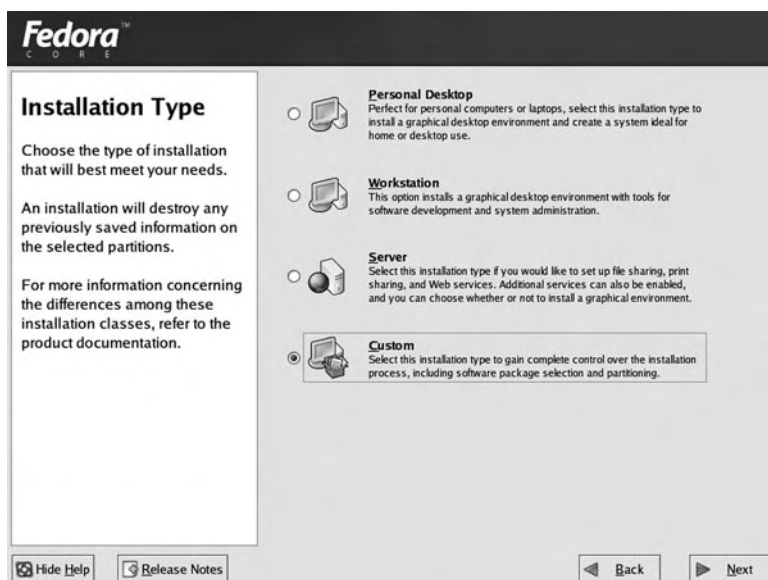 Fedora™
CORE
Installation Type
Choose the type of installation
that will best meet your needs.
An installation will destroy any
previously saved information on
the selected partitions.
For more information concerning
the differences among these
installation classes, refer to the
product documentation.
Personal Desktop
Perfect for personal computers or laptops, select this installation type to
install a graphical desktop environment and create a system ideal for
home or desktop use.
Workstation
This option installs a graphical desktop environment with tools for
software development and system administration.
Server
Select this installation type if you would like to set up file sharing, print
sharing, and Web services. Additional services can also be enabled,
and you can choose whether or not to install a graphical environment.
Custom
Select this installation type to gain complete control over the installation
process, including software package selection and partitioning.
Hide Help
Release Notes
Back
Next